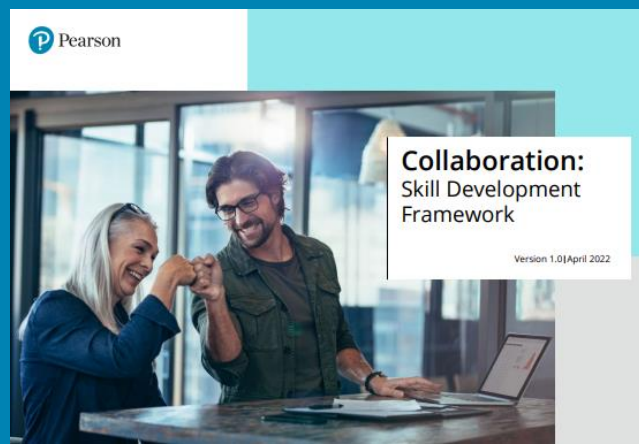 Pearson
Collaboration:
Skill Development
Framework
Version 1.0|April 2022